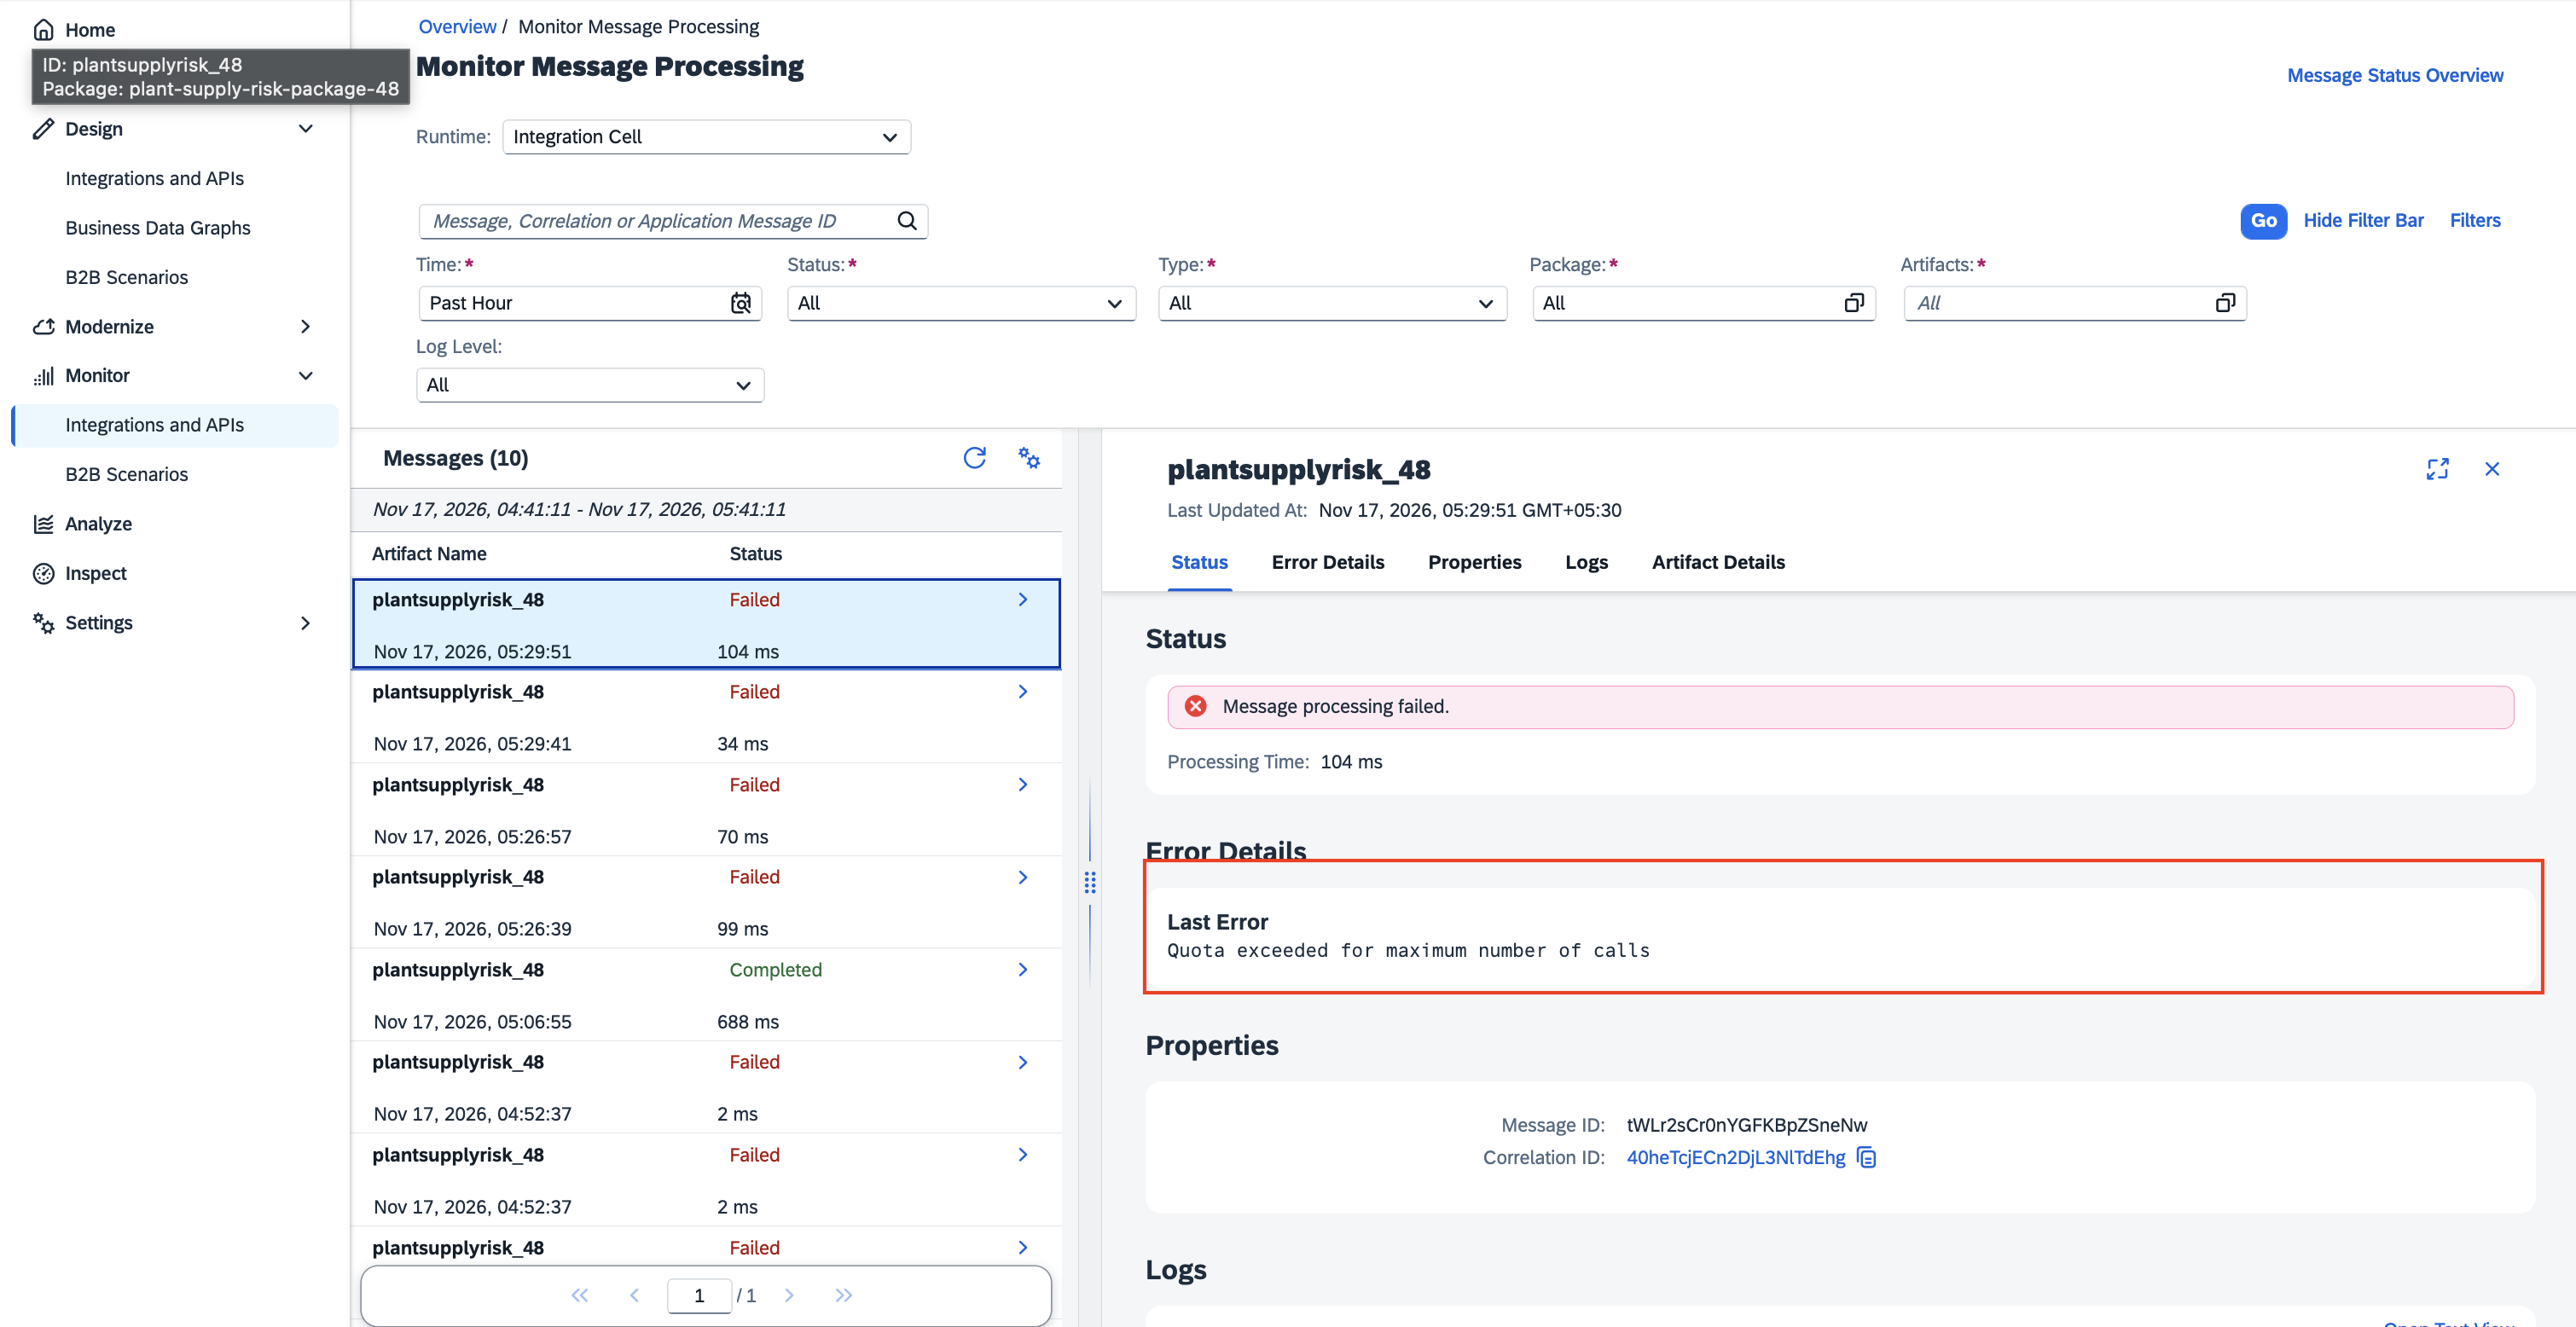 Home
ID: plantsupplyrisk_48
Package: plant-supply-risk-package-48
Design
Integrations and APIs
Business Data Graphs
B2B Scenarios
Modernize
Monitor
Integrations and APIs
B2B Scenarios
Analyze
Inspect
Settings
Overview / Monitor Message Processing
Monitor Message Processing
Message Status Overview
Runtime: Integration Cell
Message, Correlation or Application Message ID
Go Hide Filter Bar Filters
Time:* Status:* Type:* Package:* Artifacts:*
Past Hour All All All All
Log Level:
All
Messages (10)
Nov 17, 2026, 04:41:11 - Nov 17, 2026, 05:41:11
Artifact Name Status
plantsupplyrisk_48 Failed
Nov 17, 2026, 05:29:51 104 ms
plantsupplyrisk_48 Failed
Nov 17, 2026, 05:29:41 34 ms
plantsupplyrisk_48 Failed
Nov 17, 2026, 05:26:57 70 ms
plantsupplyrisk_48 Failed
Nov 17, 2026, 05:26:39 99 ms
plantsupplyrisk_48 Completed
Nov 17, 2026, 05:06:55 688 ms
plantsupplyrisk_48 Failed
Nov 17, 2026, 04:52:37 2 ms
plantsupplyrisk_48 Failed
Nov 17, 2026, 04:52:37 2 ms
plantsupplyrisk_48 Failed
1 / 1
plantsupplyrisk_48
Last Updated At: Nov 17, 2026, 05:29:51 GMT+05:30
Status Error Details Properties Logs Artifact Details
Status
Message processing failed.
Processing Time: 104 ms
Error Details
Last Error
Quota exceeded for maximum number of calls
Properties
Message ID: tWLr2sCr0nYGFKBpZSneNw
Correlation ID: 40heTcjECn2DjL3NlTdEhg
Logs
Open Text View